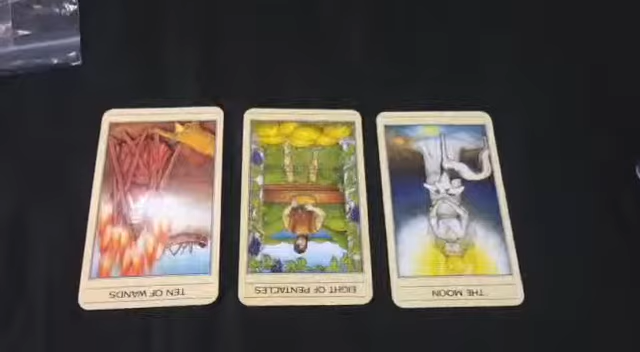 TEN OF WANDS
EIGHT OF PENTACLES
THE MOON